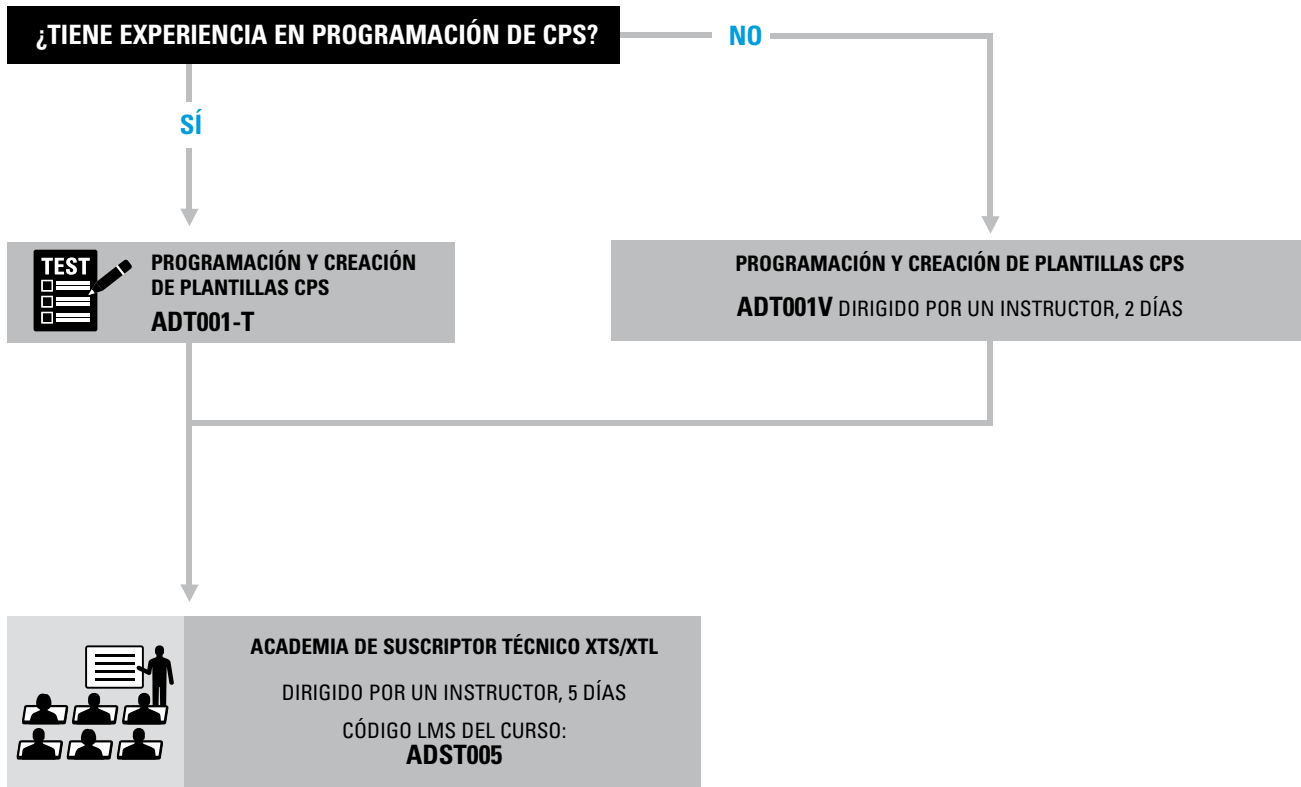 ¿TIENE EXPERIENCIA EN PROGRAMACIÓN DE CPS?
NO
SÍ
TEST
PROGRAMACIÓN Y CREACIÓN
DE PLANTILLAS CPS
ADT001-T
PROGRAMACIÓN Y CREACIÓN DE PLANTILLAS CPS
ADT001V DIRIGIDO POR UN INSTRUCTOR, 2 DÍAS
ACADEMIA DE SUSCRIPTOR TÉCNICO XTS/XTL
DIRIGIDO POR UN INSTRUCTOR, 5 DÍAS
CÓDIGO LMS DEL CURSO:
ADST005